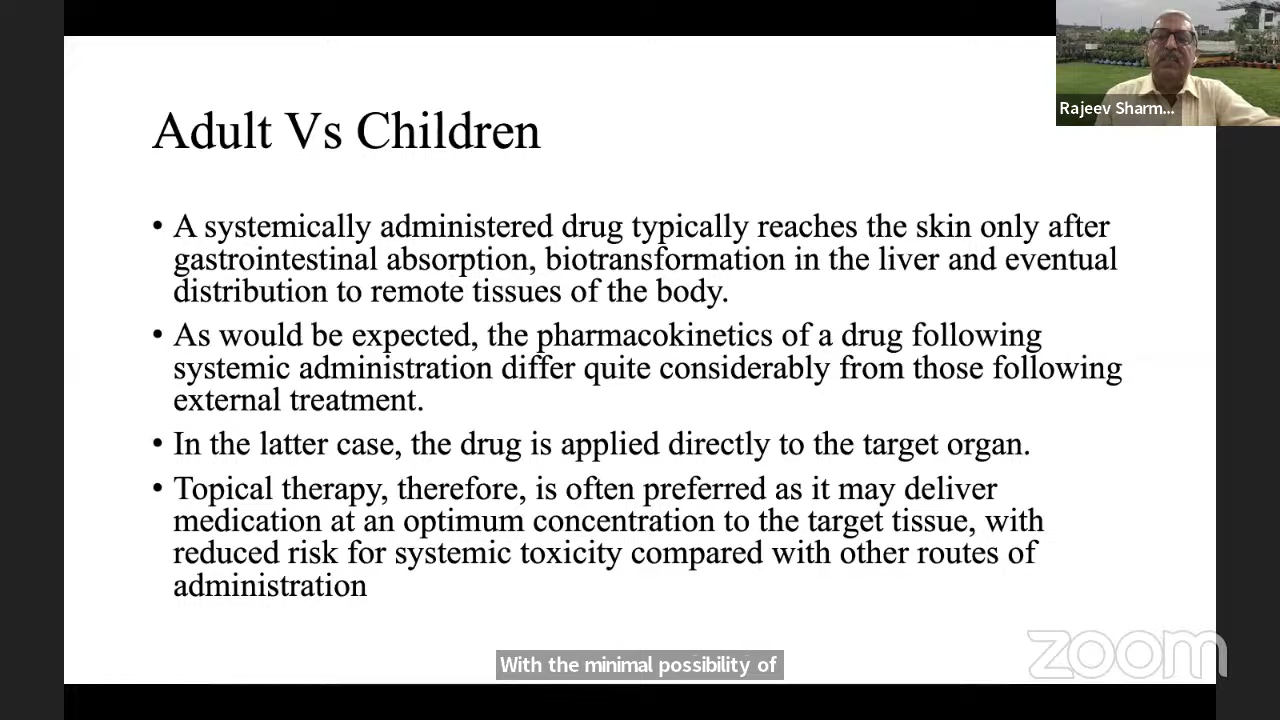 Rajeev Sharm...
Adult Vs Children
• A systemically administered drug typically reaches the skin only after
gastrointestinal absorption, biotransformation in the liver and eventual
distribution to remote tissues of the body.
• As would be expected, the pharmacokinetics of a drug following
systemic administration differ quite considerably from those following
external treatment.
• In the latter case, the drug is applied directly to the target organ.
• Topical therapy, therefore, is often preferred as it may deliver
medication at an optimum concentration to the target tissue, with
reduced risk for systemic toxicity compared with other routes of
administration
zoom
With the minimal possibility of